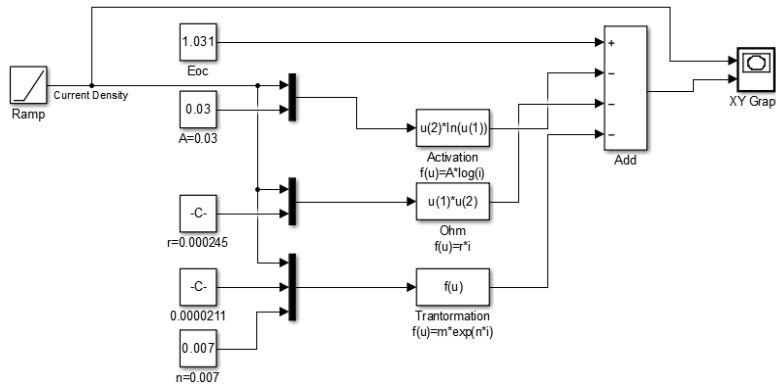 1.031
Eoc
Ramp
Current Density
0.03
A=0.03
u(2)*ln(u(1))
Activation
f(u)=A*log(i)
+
−
−
−
Add
XY Grap
-C-
r=0.000245
u(1)*u(2)
Ohm
f(u)=r*i
-C-
0.0000211
f(u)
Trantormation
f(u)=m*exp(n*i)
0.007
n=0.007